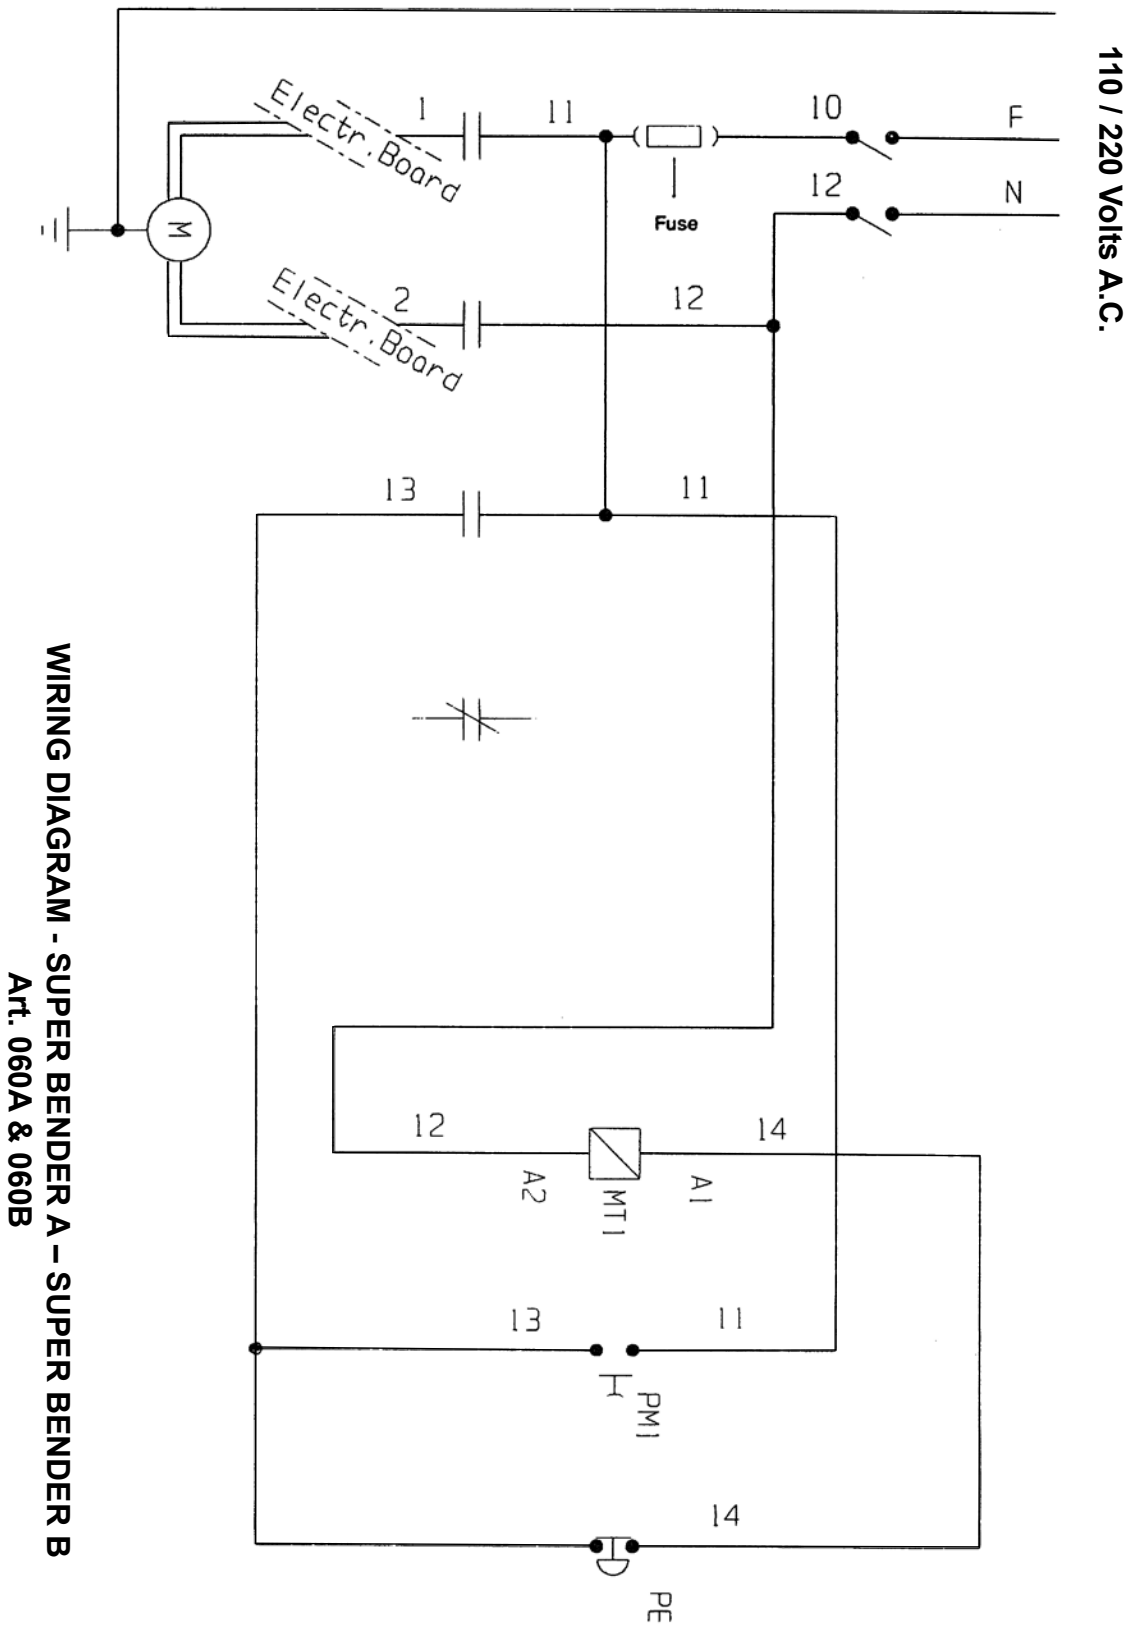 110 / 220 Volts A.C.
F
10
11
1
Electr. Board
N
12
Fuse
M
12
2
Electr. Board
11
13
14
12
A1
A2
MT1
11
13
PM1
14
PE
WIRING DIAGRAM - SUPER BENDER A – SUPER BENDER B
Art. 060A & 060B